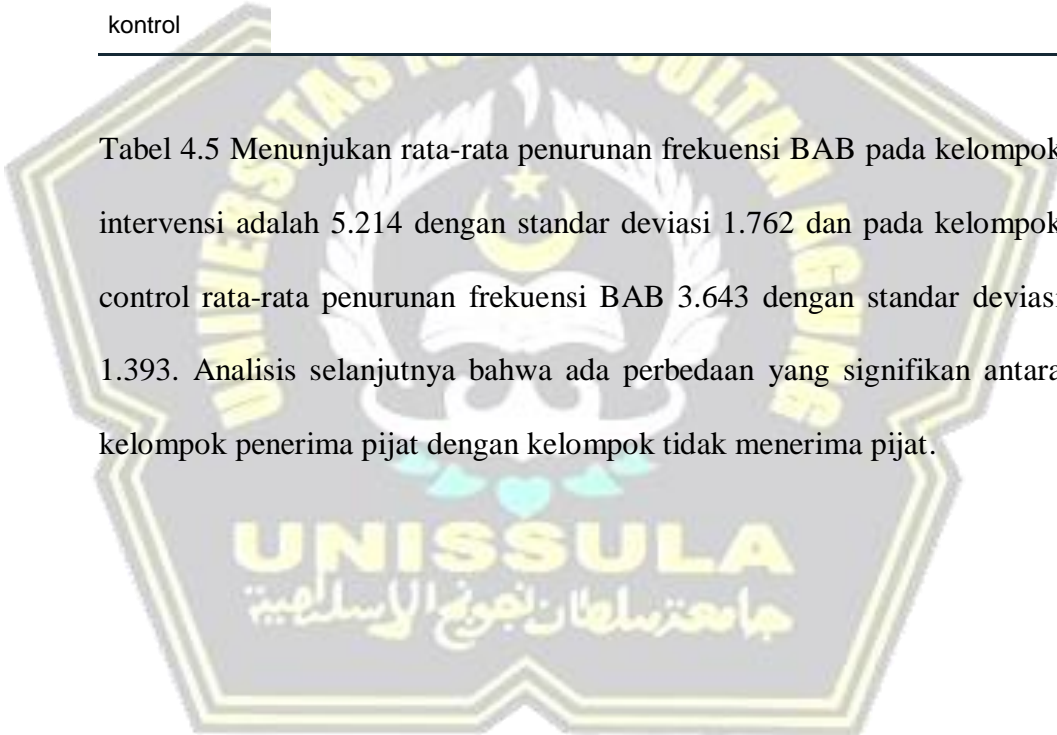 kontrol
Tabel 4.5 Menunjukan rata-rata penurunan frekuensi BAB pada kelompok
intervensi adalah 5.214 dengan standar deviasi 1.762 dan pada kelompok
control rata-rata penurunan frekuensi BAB 3.643 dengan standar deviasi
1.393. Analisis selanjutnya bahwa ada perbedaan yang signifikan antara
kelompok penerima pijat dengan kelompok tidak menerima pijat.
UNISSULA
جامعة سلطان أجونج الإسلامية